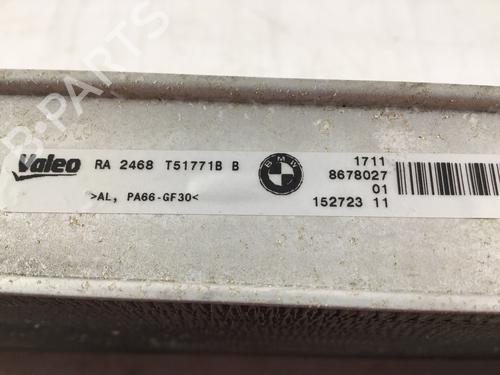 B-PARTS
Valeo RA 2468 T51771B B
>AL, PA66-GF30<
BMW
1711
8678027
01
152723 11